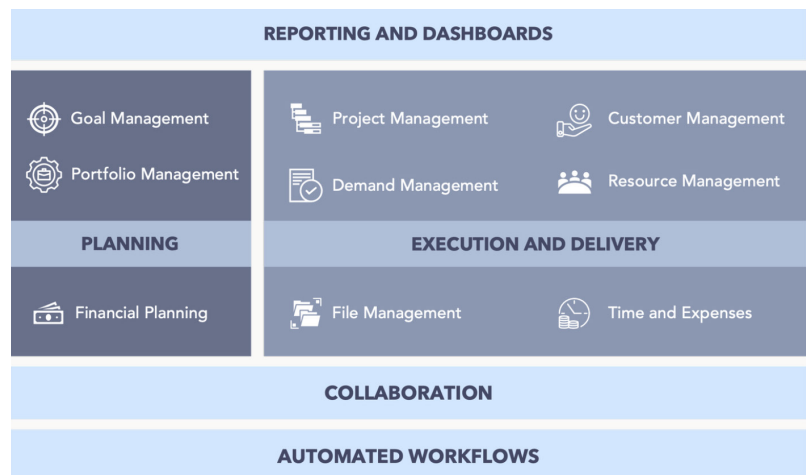 REPORTING AND DASHBOARDS
Goal Management
Portfolio Management
PLANNING
Financial Planning
Project Management
Customer Management
Demand Management
Resource Management
EXECUTION AND DELIVERY
File Management
Time and Expenses
COLLABORATION
AUTOMATED WORKFLOWS